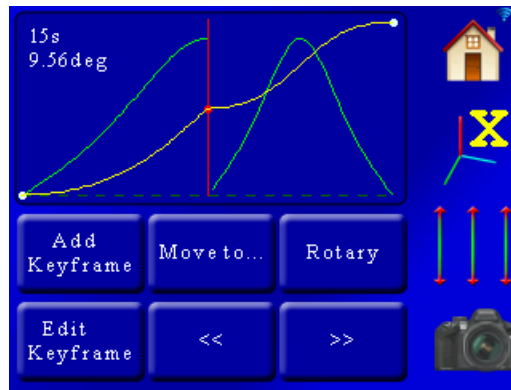 15s
9.56deg
X
Add
Keyframe
Move to...
Rotary
Edit
Keyframe
<<
>>